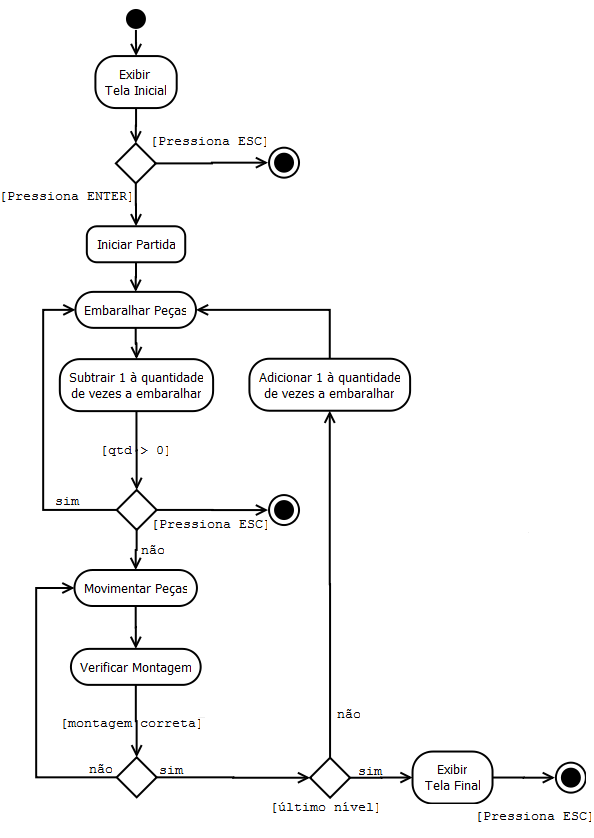 Exibir
Tela Inicial
[Pressiona ESC]
[Pressiona ENTER]
Iniciar Partida
Embaralhar Peças
Subtrair 1 à quantidade
de vezes a embaralhar
Adicionar 1 à quantidade
de vezes a embaralhar
[qtd > 0]
sim
[Pressiona ESC]
não
Movimentar Peças
Verificar Montagem
não
[montagem correta]
não
sim
sim
Exibir
Tela Final
[último nível]
[Pressiona ESC]